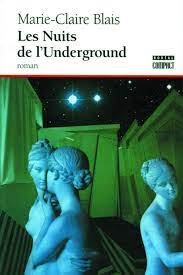 Marie-Claire Blais
Les Nuits
de l'Underground
roman
BORÉAL
COMPACT